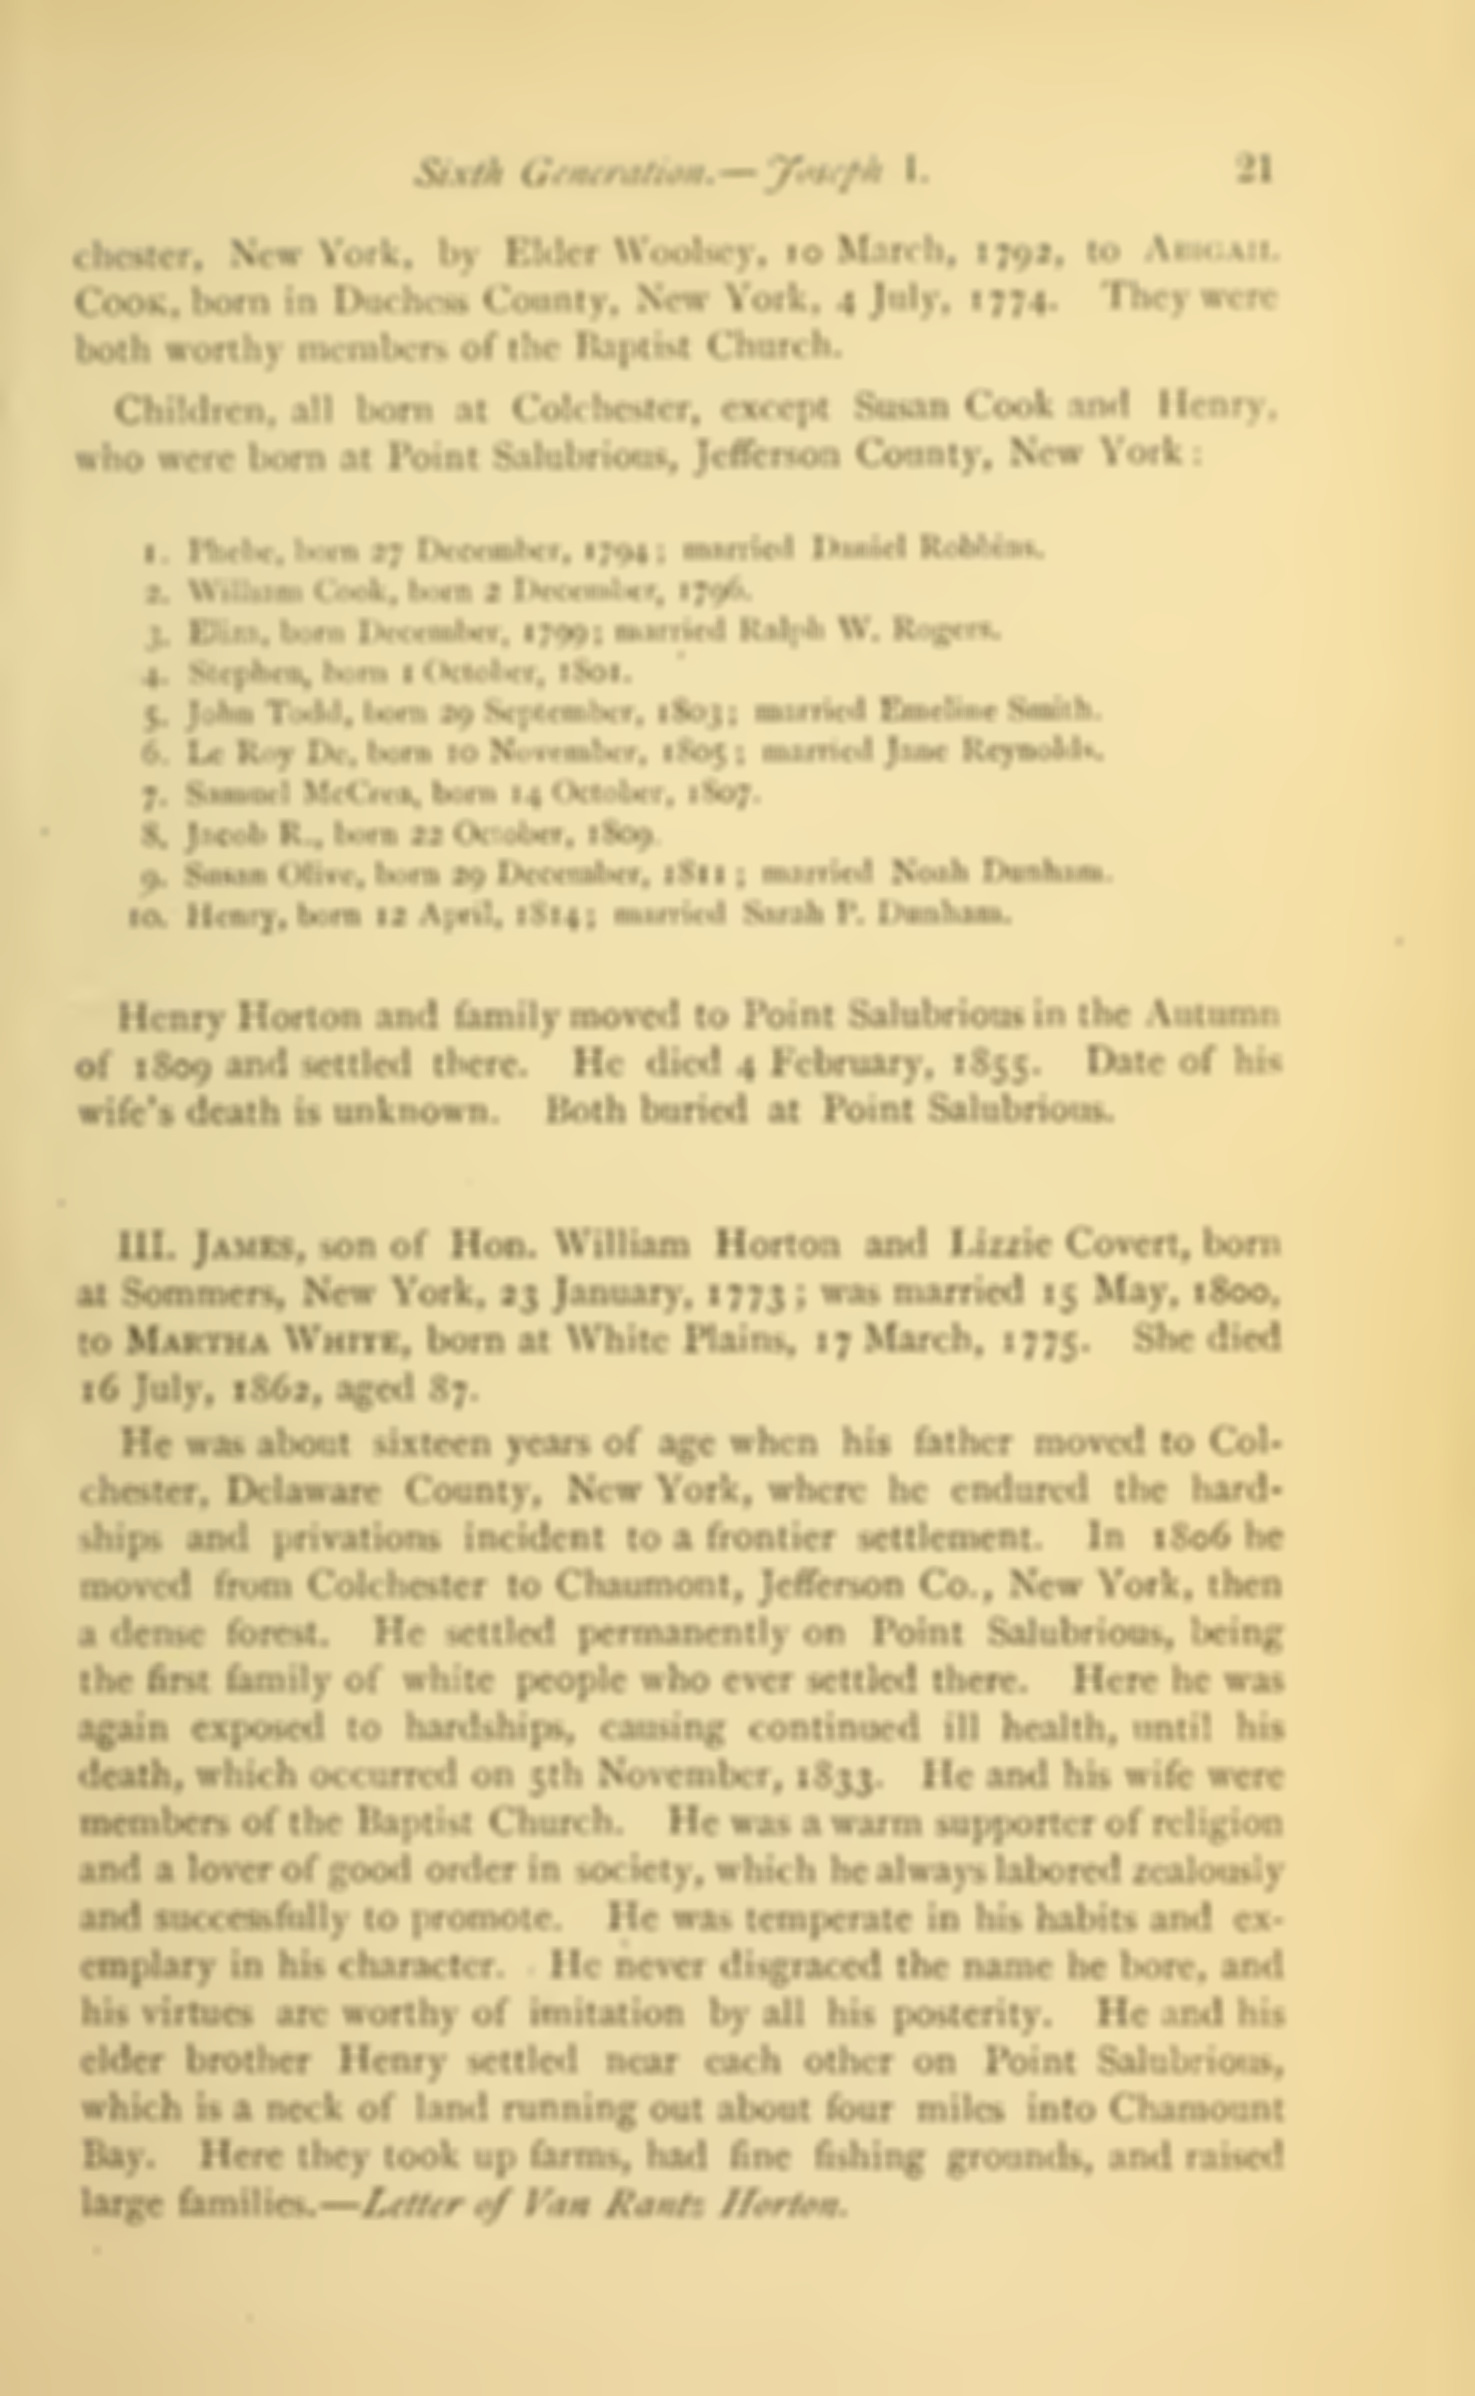 Sixth Generation.—Joseph I. 21
chester, New York, by Elder Woolsey, 10 March, 1792, to ABIGAIL
COOK, born in Duchess County, New York, 4 July, 1774. They were
both worthy members of the Baptist Church.
Children, all born at Colchester, except Susan Cook and Henry,
who were born at Point Salubrious, Jefferson County, New York:
1. Phebe, born 27 December, 1794; married Daniel Robbins.
2. William Cook, born 2 December, 1796.
3. Eliza, born December, 1799; married Ralph W. Rogers.
4. Stephen, born 1 October, 1801.
5. John Todd, born 29 September, 1803; married Emeline Smith.
6. Le Roy De, born 10 November, 1805; married Jane Reynolds.
7. Samuel McCrea, born 14 October, 1807.
8. Jacob R., born 22 October, 1809.
9. Susan Olive, born 29 December, 1811; married Noah Dunham.
10. Henry, born 12 April, 1814; married Sarah P. Dunham.
Henry Horton and family moved to Point Salubrious in the Autumn
of 1809 and settled there. He died 4 February, 1855. Date of his
wife's death is unknown. Both buried at Point Salubrious.
III. JAMES, son of Hon. William Horton and Lizzie Covert, born
at Sommers, New York, 23 January, 1773; was married 15 May, 1800,
to MARTHA WHITE, born at White Plains, 17 March, 1775. She died
16 July, 1862, aged 87.
He was about sixteen years of age when his father moved to Col-
chester, Delaware County, New York, where he endured the hard-
ships and privations incident to a frontier settlement. In 1806 he
moved from Colchester to Chaumont, Jefferson Co., New York, then
a dense forest. He settled permanently on Point Salubrious, being
the first family of white people who ever settled there. Here he was
again exposed to hardships, causing continued ill health, until his
death, which occurred on 5th November, 1833. He and his wife were
members of the Baptist Church. He was a warm supporter of religion
and a lover of good order in society, which he always labored zealously
and successfully to promote. He was temperate in his habits and ex-
emplary in his character. He never disgraced the name he bore, and
his virtues are worthy of imitation by all his posterity. He and his
elder brother Henry settled near each other on Point Salubrious,
which is a neck of land running out about four miles into Chamount
Bay. Here they took up farms, had fine fishing grounds, and raised
large families.—Letter of Van Rantz Horton.